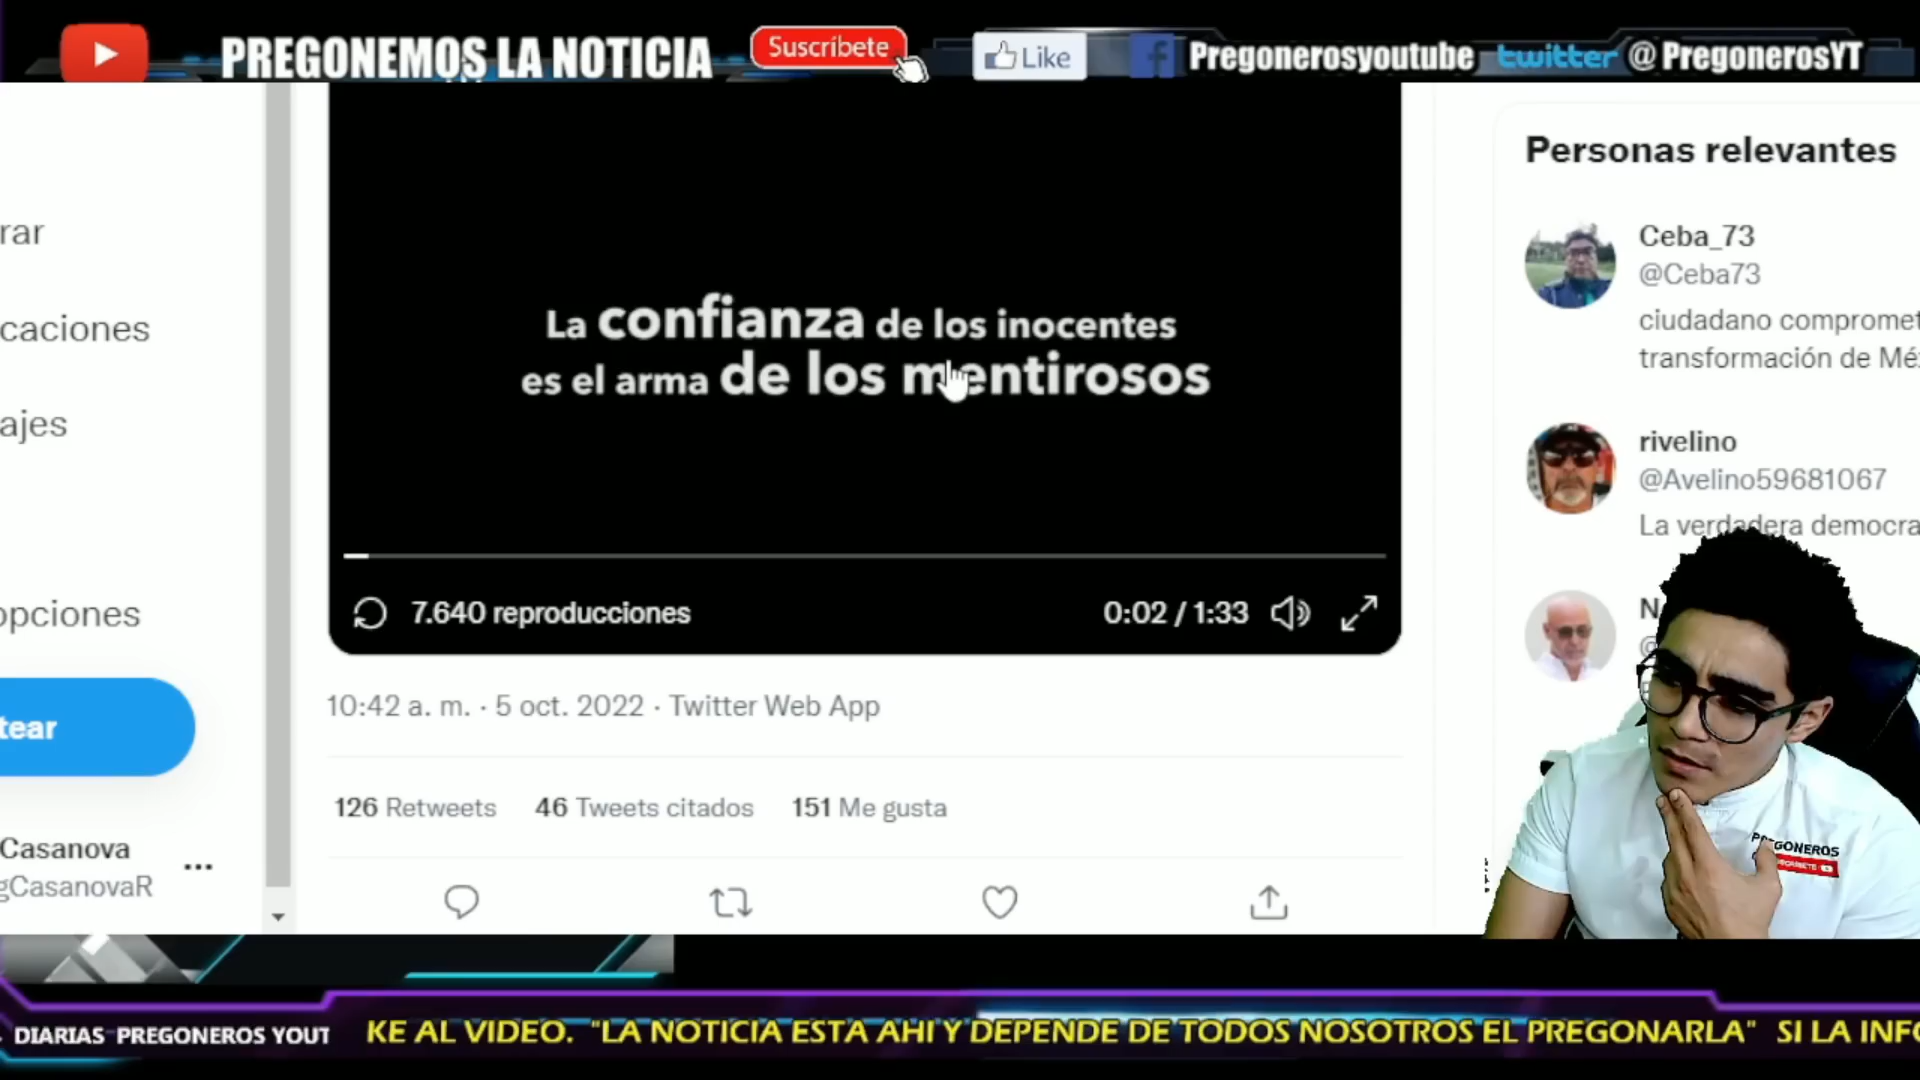 PREGONEMOS LA NOTICIA
Suscríbete
Like
Pregonerosyoutube
twitter @PregonerosYT
rar
caciones
ajes
opciones
tear
Casanova
gCasanovaR
La confianza de los inocentes
es el arma de los mentirosos
7.640 reproducciones
0:02 / 1:33
10:42 a. m. · 5 oct. 2022 · Twitter Web App
126 Retweets 46 Tweets citados 151 Me gusta
Personas relevantes
Ceba_73
@Ceba73
ciudadano compromet
transformación de Mé
rivelino
@Avelino59681067
La verdadera democra
N
@
PREGONEROS
DIARIAS PREGONEROS YOUT
KE AL VIDEO. "LA NOTICIA ESTA AHI Y DEPENDE DE TODOS NOSOTROS EL PREGONARLA" SI LA INFO